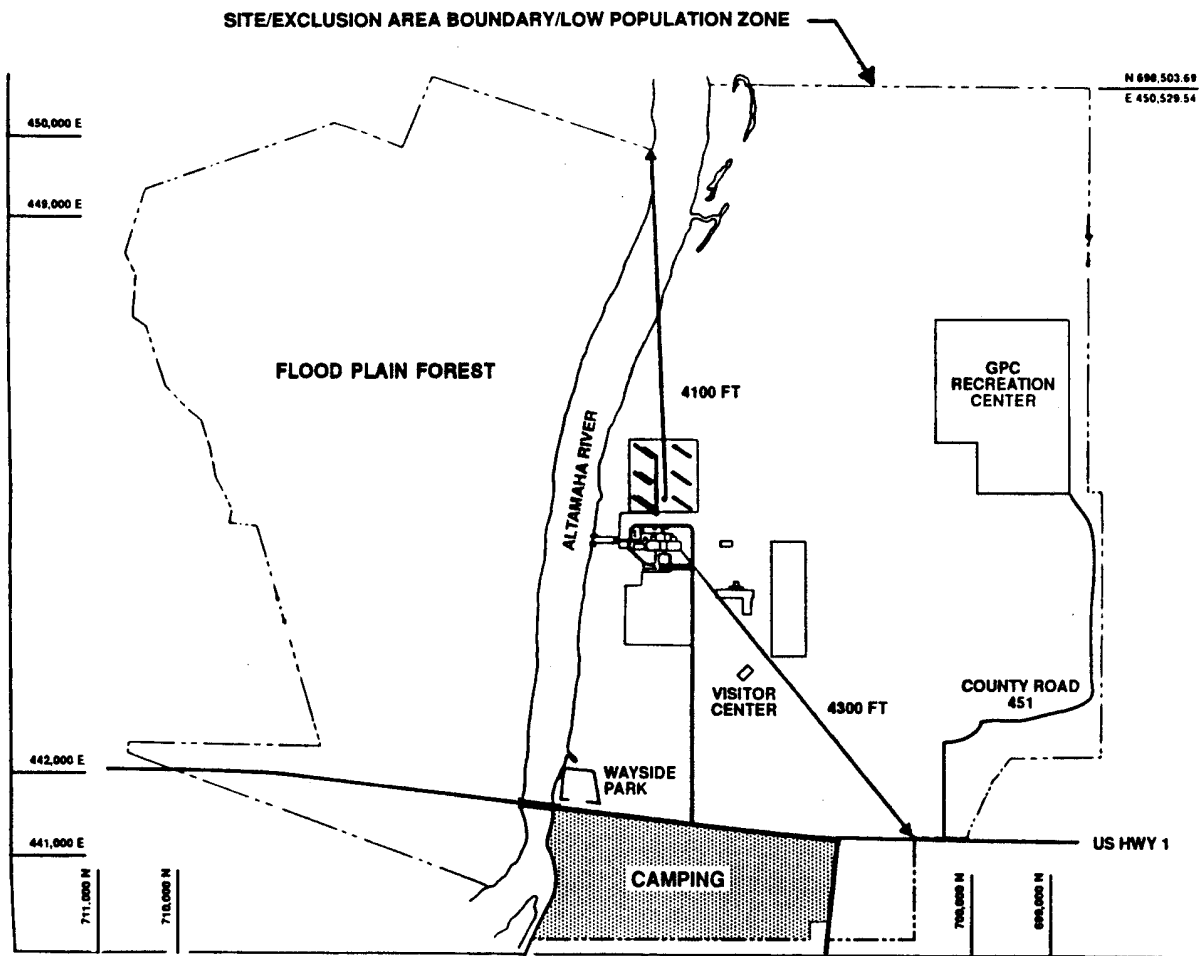 SITE/EXCLUSION AREA BOUNDARY/LOW POPULATION ZONE
N 698,503.69
E 450,529.54
450,000 E
449,000 E
FLOOD PLAIN FOREST
GPC
RECREATION
CENTER
4100 FT
ALTAMAHA RIVER
VISITOR
CENTER
4300 FT
COUNTY ROAD
451
442,000 E
WAYSIDE
PARK
441,000 E
US HWY 1
CAMPING
711,000 N
710,000 N
700,000 N
699,000 N